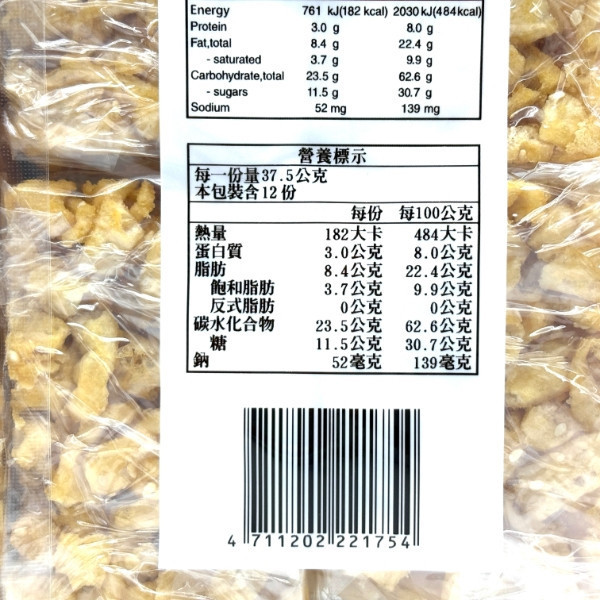 Energy 761 kJ(182 kcal) 2030 kJ(484kcal)
Protein 3.0 g 8.0 g
Fat,total 8.4 g 22.4 g
- saturated 3.7 g 9.9 g
Carbohydrate,total 23.5 g 62.6 g
- sugars 11.5 g 30.7 g
Sodium 52 mg 139 mg
營養標示
每一份量37.5公克
本包裝含12份
每份 每100公克
熱量 182大卡 484大卡
蛋白質 3.0公克 8.0公克
脂肪 8.4公克 22.4公克
飽和脂肪 3.7公克 9.9公克
反式脂肪 0公克 0公克
碳水化合物 23.5公克 62.6公克
糖 11.5公克 30.7公克
鈉 52毫克 139毫克
4 711202 221754